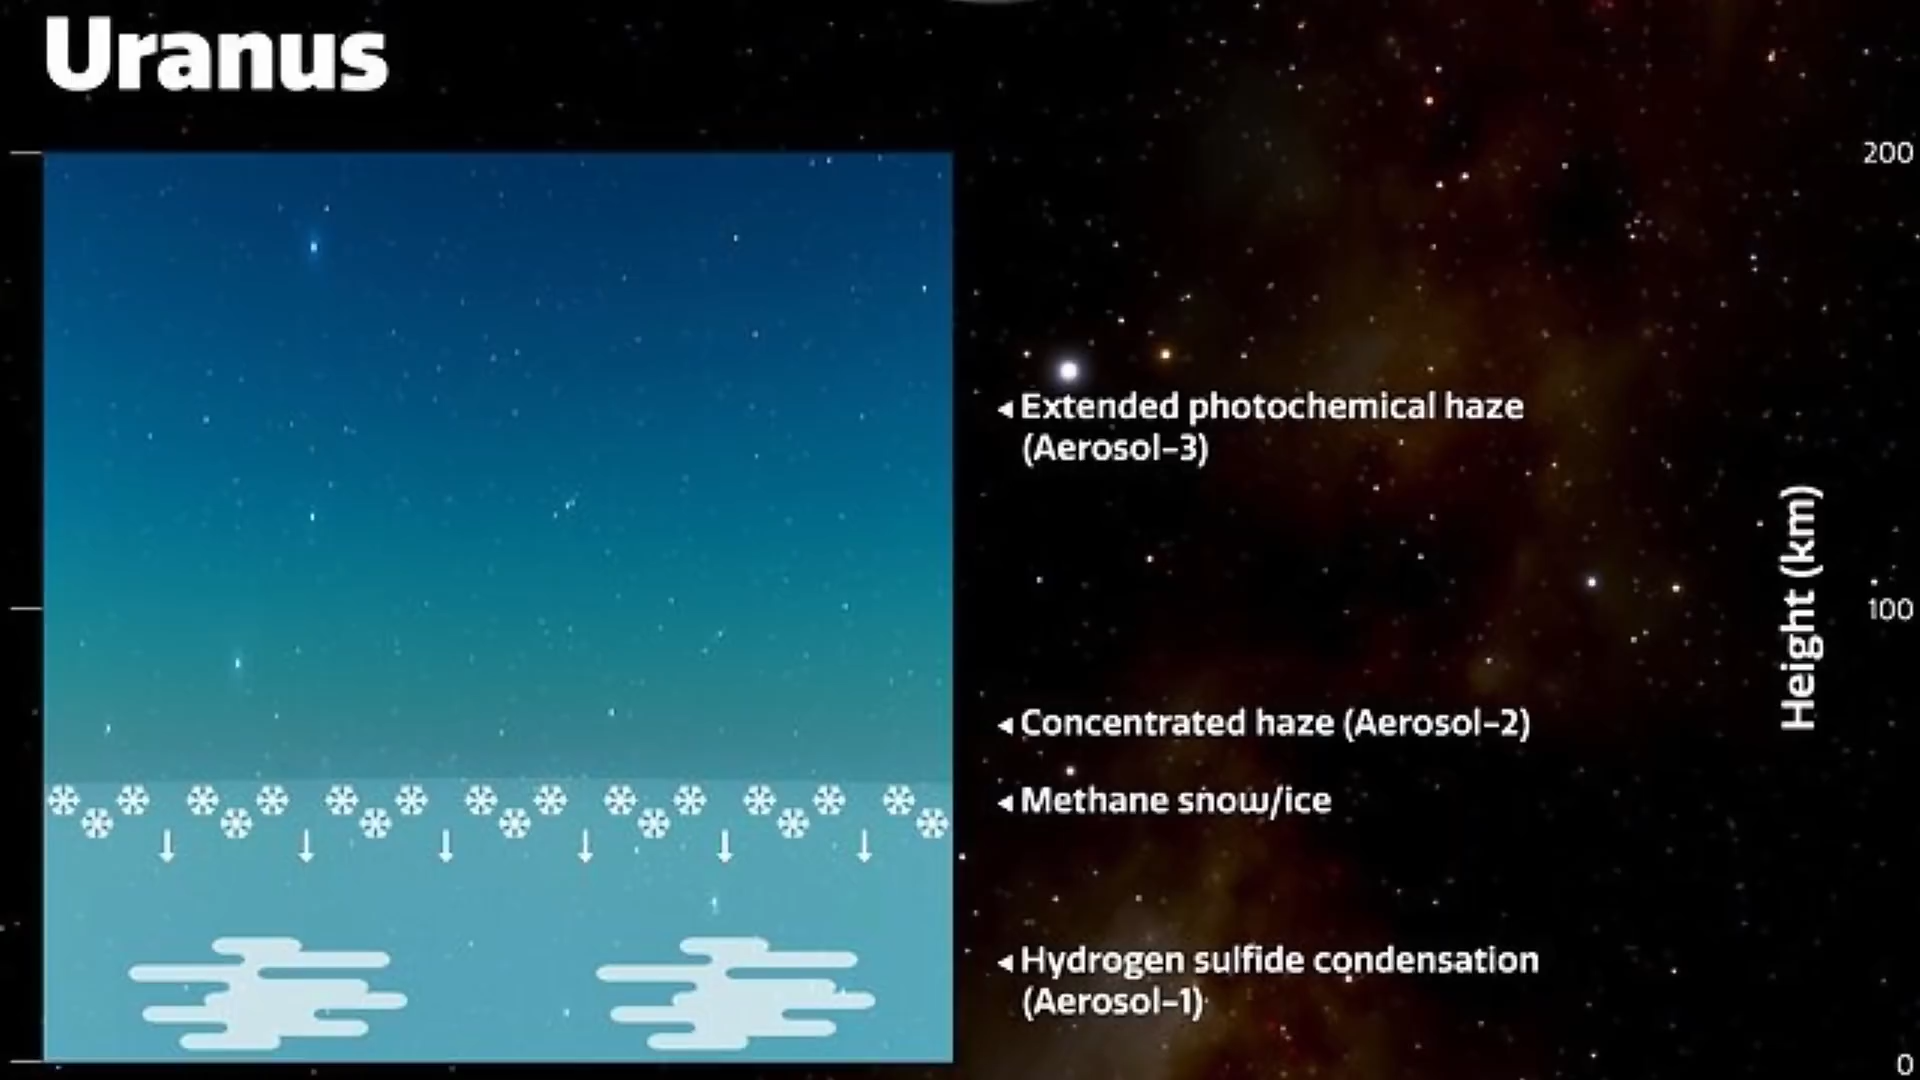 Uranus
200
Extended photochemical haze
(Aerosol-3)
Height (km)
100
Concentrated haze (Aerosol-2)
Methane snow/ice
Hydrogen sulfide condensation
(Aerosol-1)
0